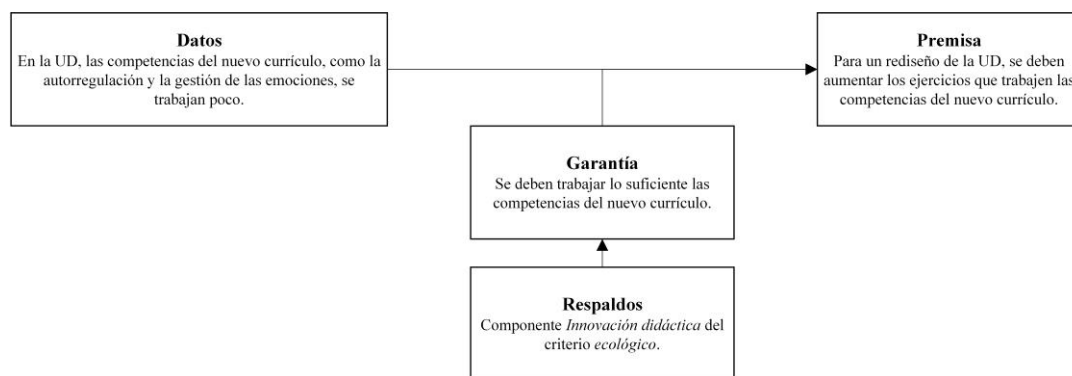 Datos
En la UD, las competencias del nuevo currículo, como la
autorregulación y la gestión de las emociones, se
trabajan poco.
Premisa
Para un rediseño de la UD, se deben
aumentar los ejercicios que trabajen las
competencias del nuevo currículo.
Garantía
Se deben trabajar lo suficiente las
competencias del nuevo currículo.
Respaldos
Componente Innovación didáctica del
criterio ecológico.